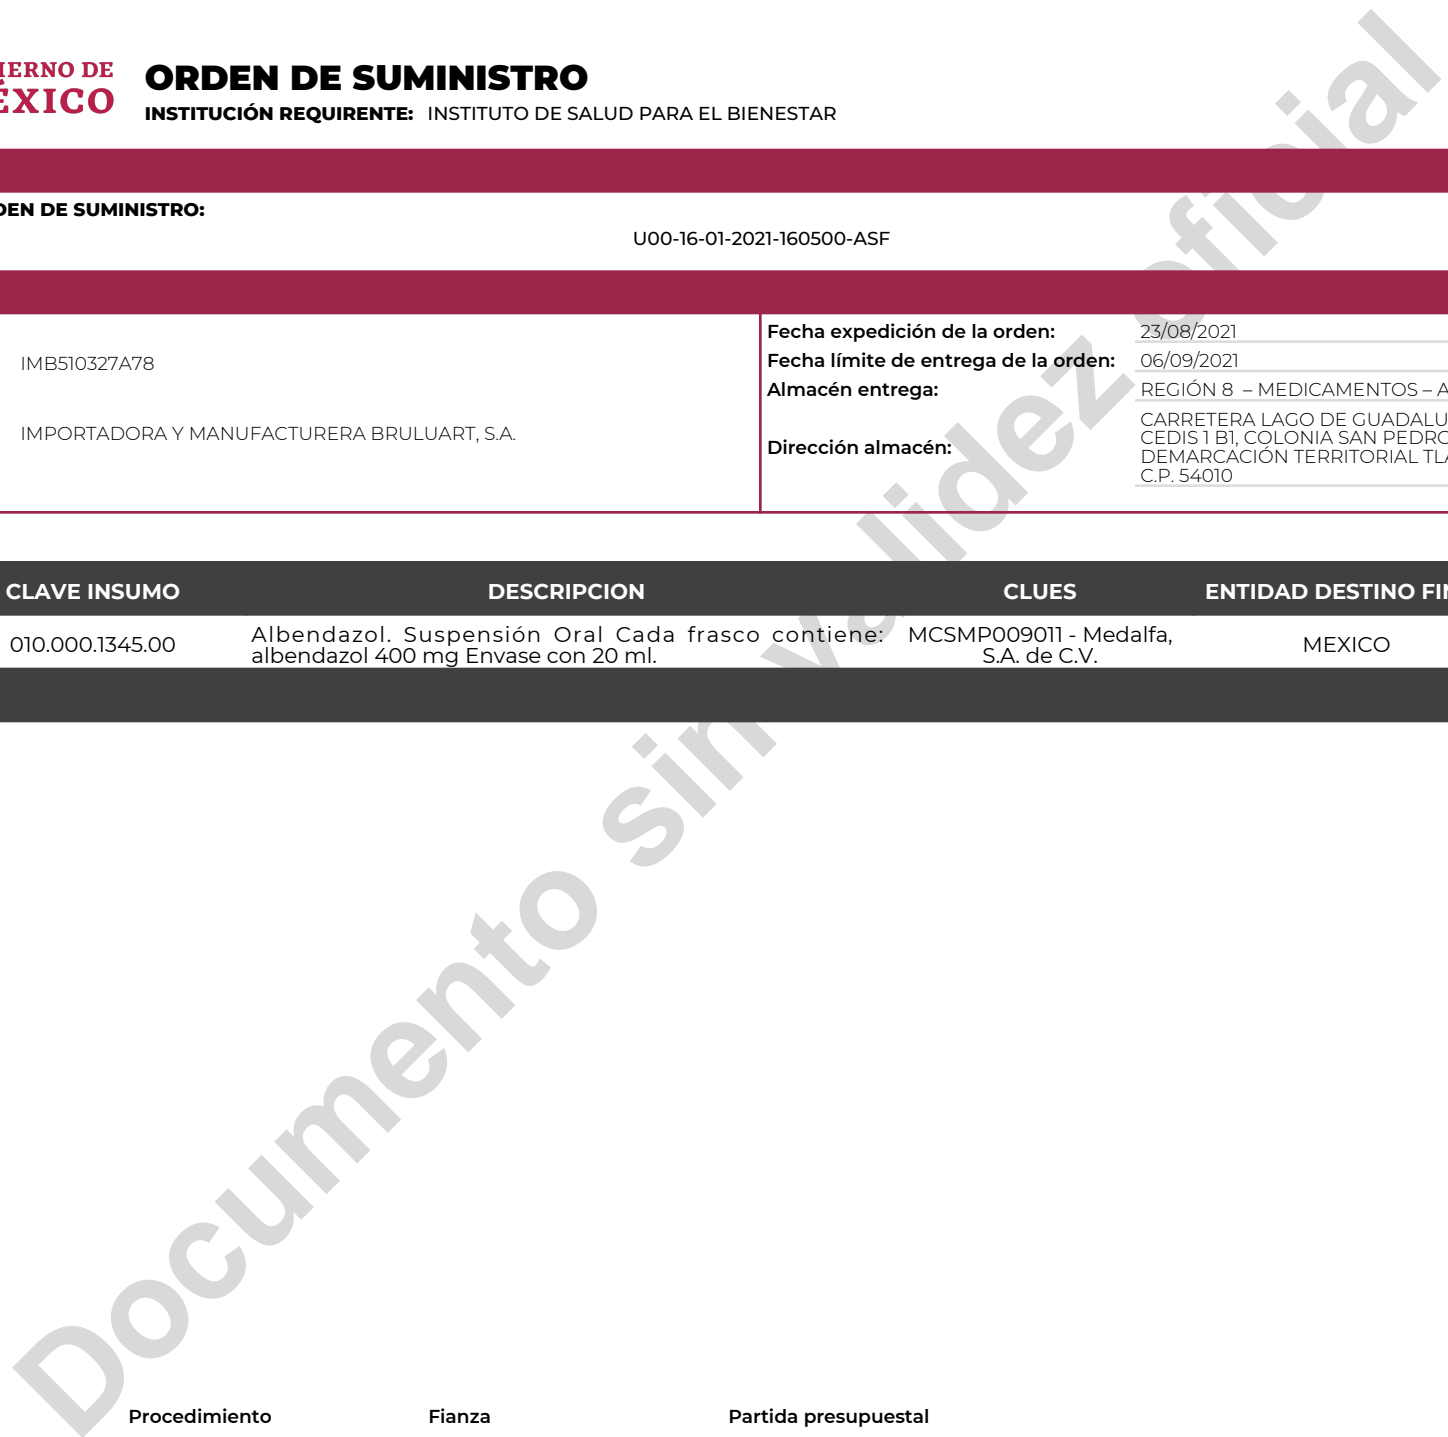 IERNO DE
ÉXICO
ORDEN DE SUMINISTRO
INSTITUCIÓN REQUIRENTE: INSTITUTO DE SALUD PARA EL BIENESTAR
DEN DE SUMINISTRO:
U00-16-01-2021-160500-ASF
IMB510327A78
IMPORTADORA Y MANUFACTURERA BRULUART, S.A.
Fecha expedición de la orden: 23/08/2021
Fecha límite de entrega de la orden: 06/09/2021
Almacén entrega: REGIÓN 8 – MEDICAMENTOS – A
Dirección almacén:
CARRETERA LAGO DE GUADALU
CEDIS 1 B1, COLONIA SAN PEDRO
DEMARCACIÓN TERRITORIAL TLA
C.P. 54010
CLAVE INSUMO DESCRIPCION CLUES ENTIDAD DESTINO FIN
010.000.1345.00
Albendazol. Suspensión Oral Cada frasco contiene:
albendazol 400 mg Envase con 20 ml.
MCSMP009011 - Medalfa,
S.A. de C.V.
MEXICO
Documento sin validez oficial
Procedimiento Fianza Partida presupuestal